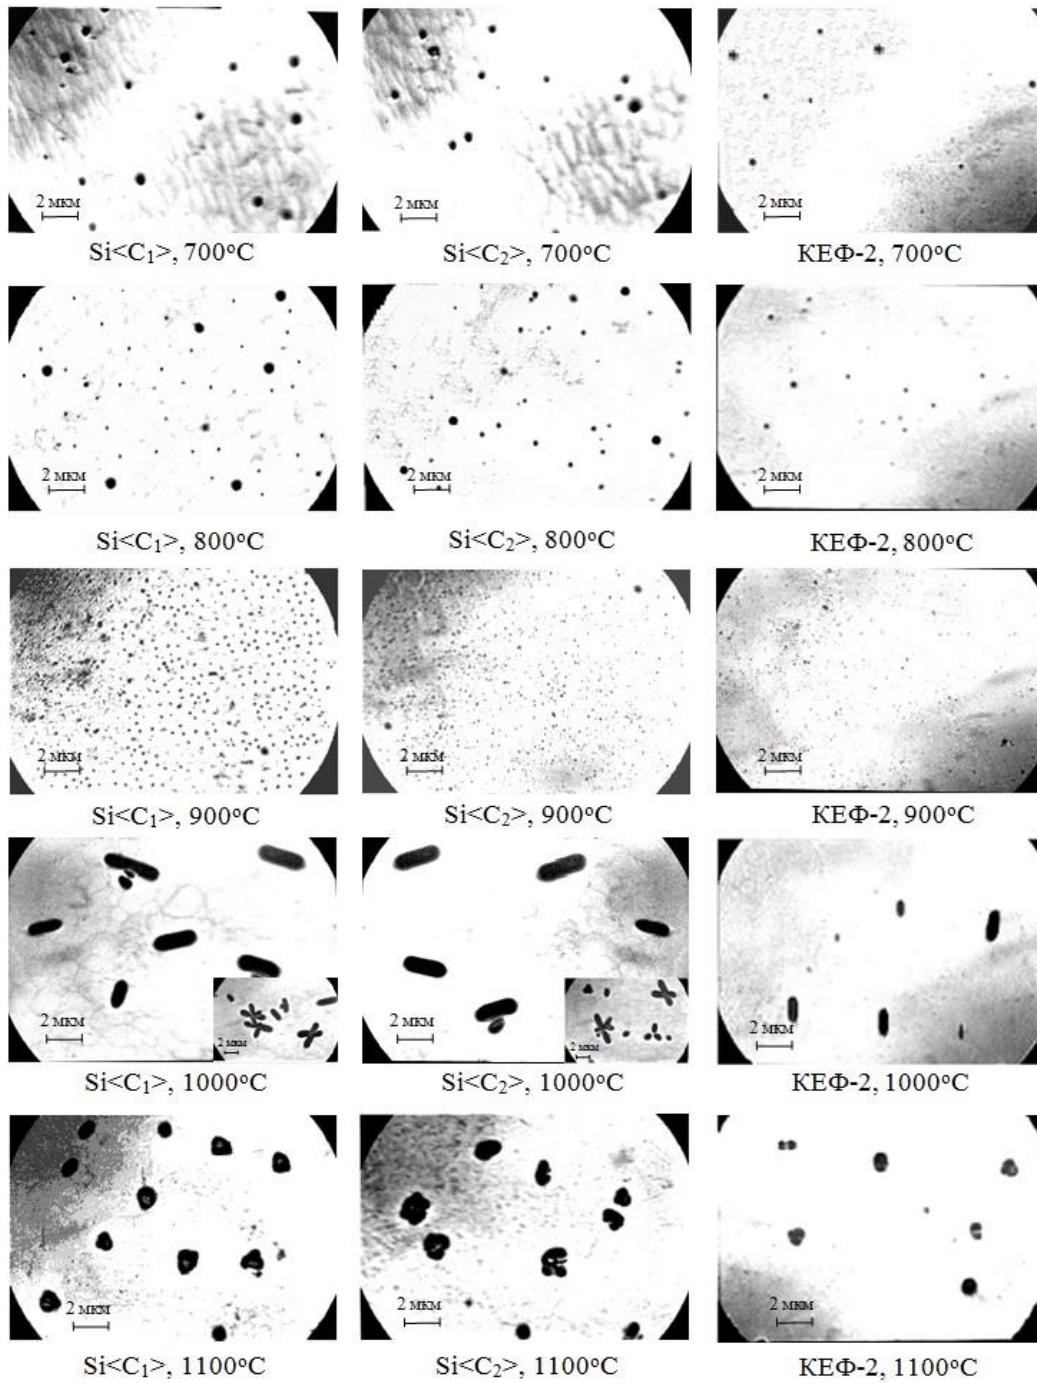 2 мкм 2 мкм 2 мкм
Si<C₁>, 700°C Si<C₂>, 700°C КЕФ-2, 700°C
2 мкм 2 мкм 2 мкм
Si<C₁>, 800°C Si<C₂>, 800°C КЕФ-2, 800°C
2 мкм 2 мкм 2 мкм
Si<C₁>, 900°C Si<C₂>, 900°C КЕФ-2, 900°C
2 мкм 2 мкм 2 мкм 2 мкм 2 мкм
Si<C₁>, 1000°C Si<C₂>, 1000°C КЕФ-2, 1000°C
2 мкм 2 мкм 2 мкм
Si<C₁>, 1100°C Si<C₂>, 1100°C КЕФ-2, 1100°C